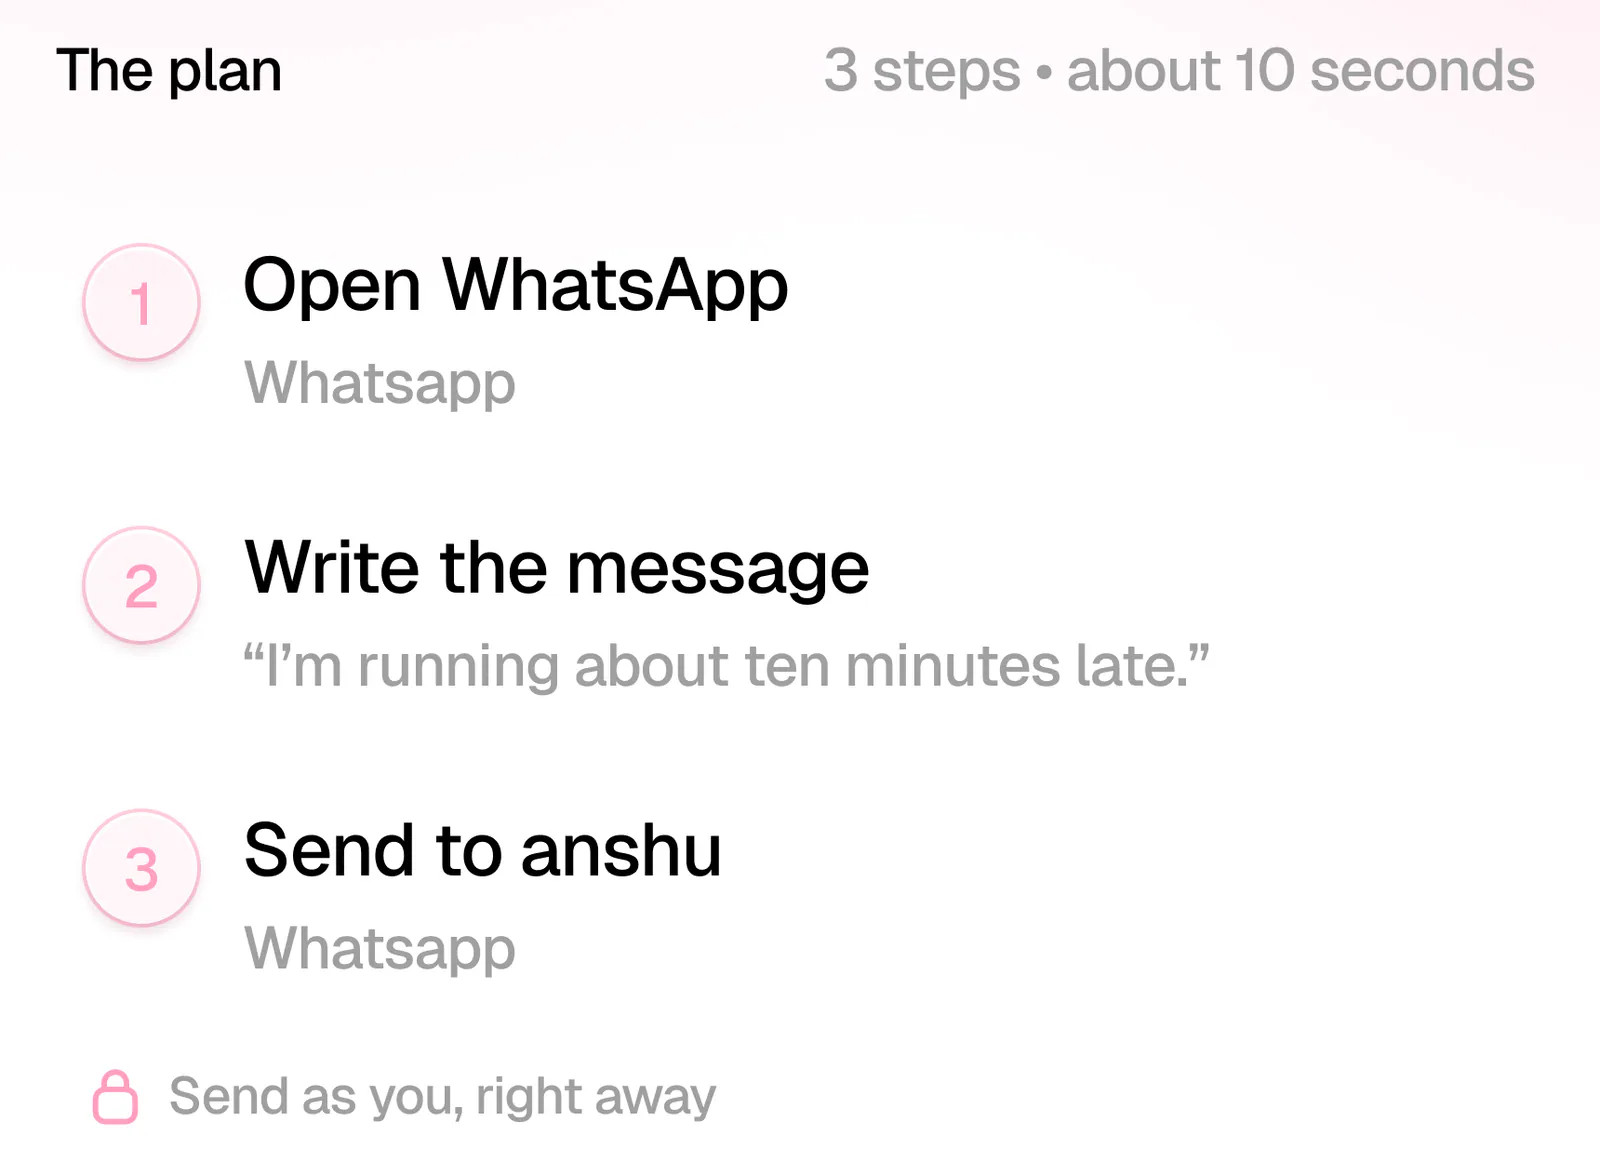 The plan
3 steps • about 10 seconds
1
Open WhatsApp
Whatsapp
2
Write the message
“I’m running about ten minutes late.”
3
Send to anshu
Whatsapp
Send as you, right away